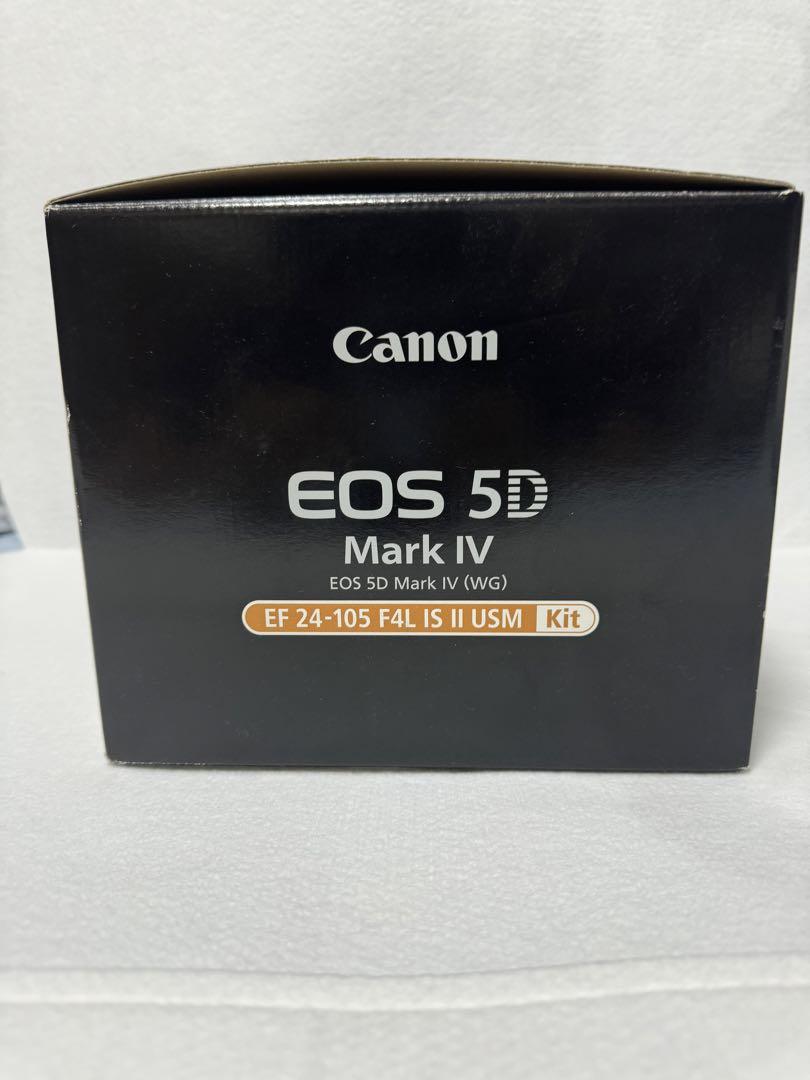 Canon
EOS 5D
Mark IV
EOS 5D Mark IV (WG)
EF 24-105 F4L IS II USM Kit